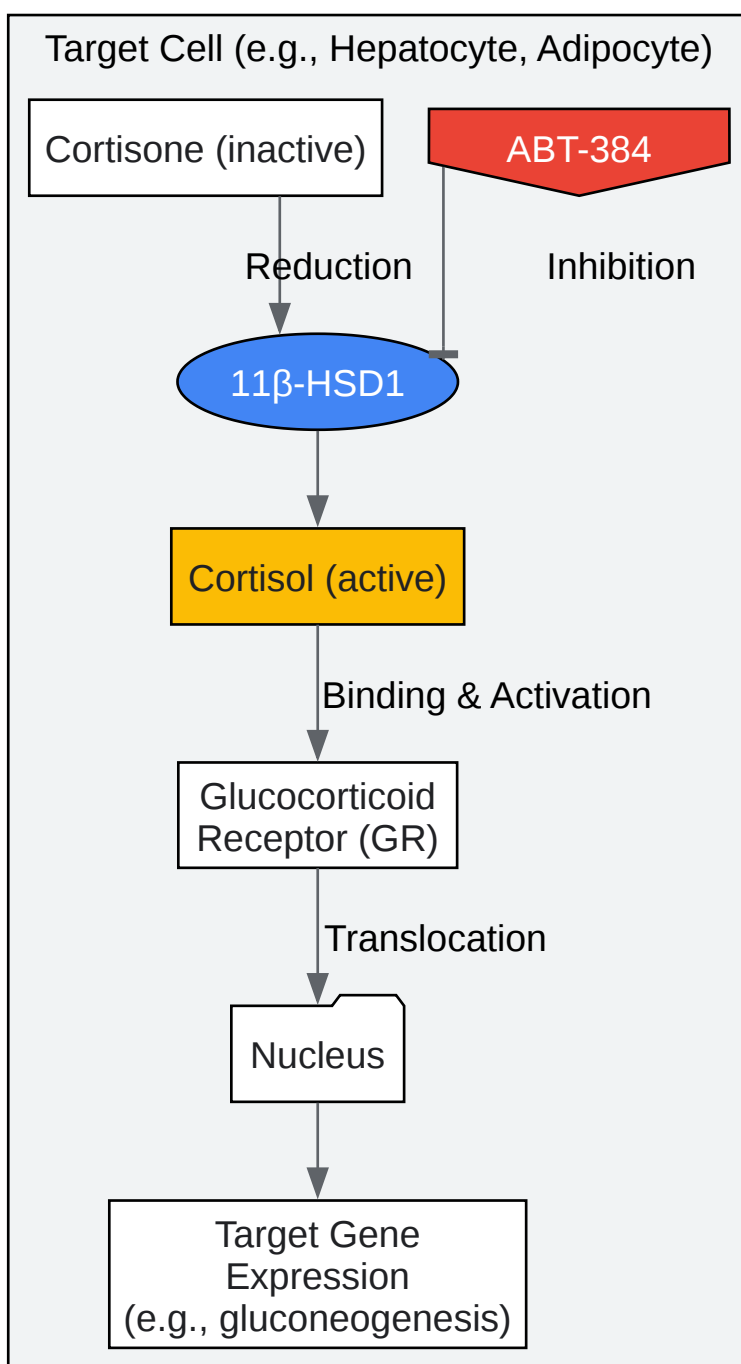 Target Cell (e.g., Hepatocyte, Adipocyte)
Cortisone (inactive)
ABT-384
Reduction
Inhibition
11β-HSD1
Cortisol (active)
Binding & Activation
Glucocorticoid
Receptor (GR)
Translocation
Nucleus
Target Gene
Expression
(e.g., gluconeogenesis)